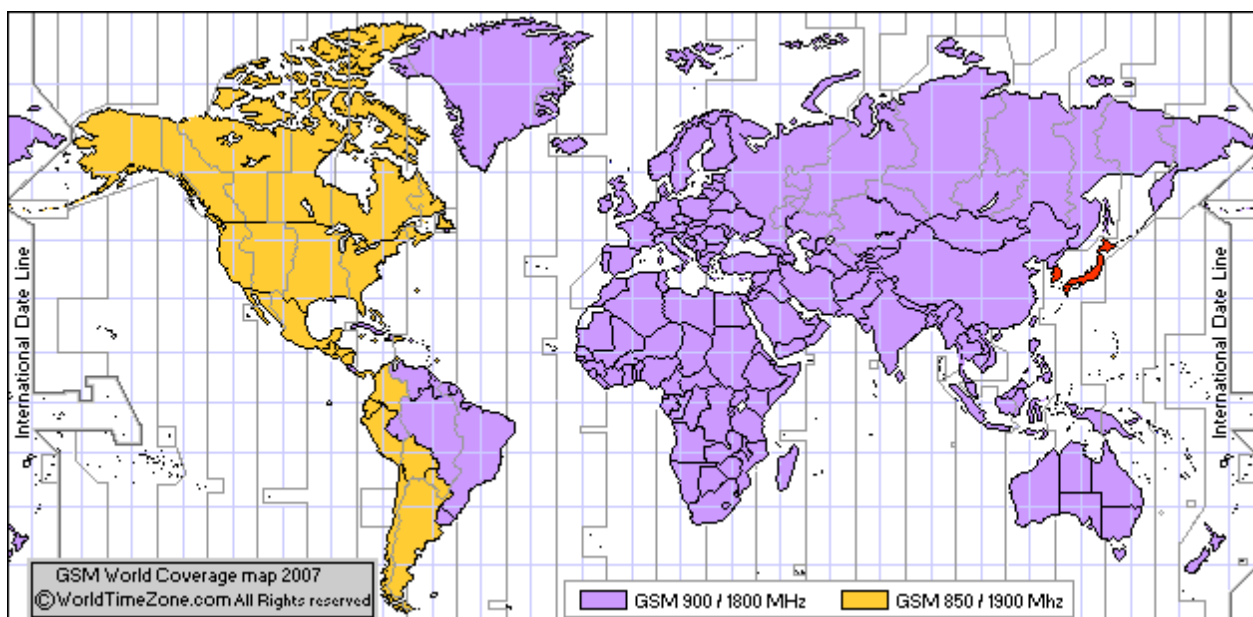 International Date Line
International Date Line
GSM World Coverage map 2007
©WorldTimeZone.com All Rights reserved
GSM 900 / 1800 MHz
GSM 850 / 1900 Mhz